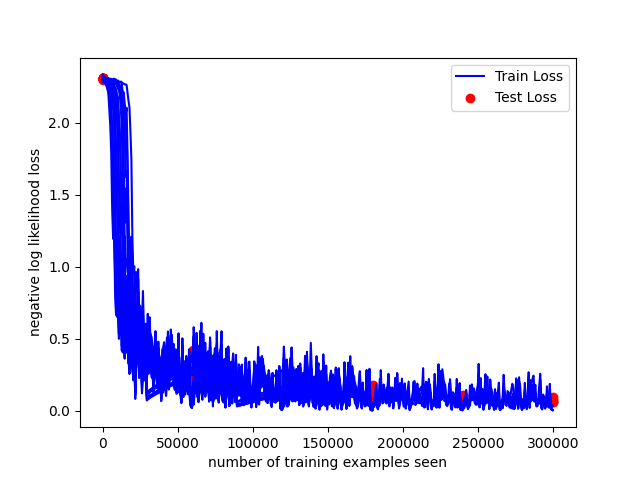 Train Loss
Test Loss
negative log likelihood loss
2.0
1.5
1.0
0.5
0.0
0 50000 100000 150000 200000 250000 300000
number of training examples seen